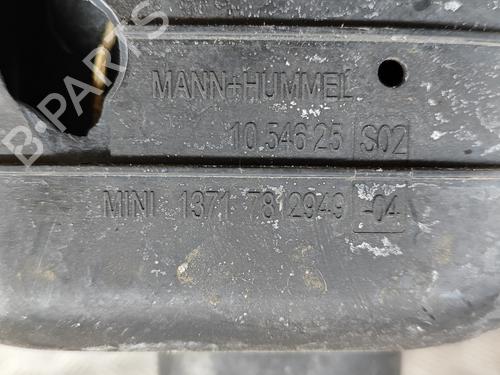 B-PARTS
MANN+HUMMEL
10 546 25 S02
MINI 1371 7812949 -04